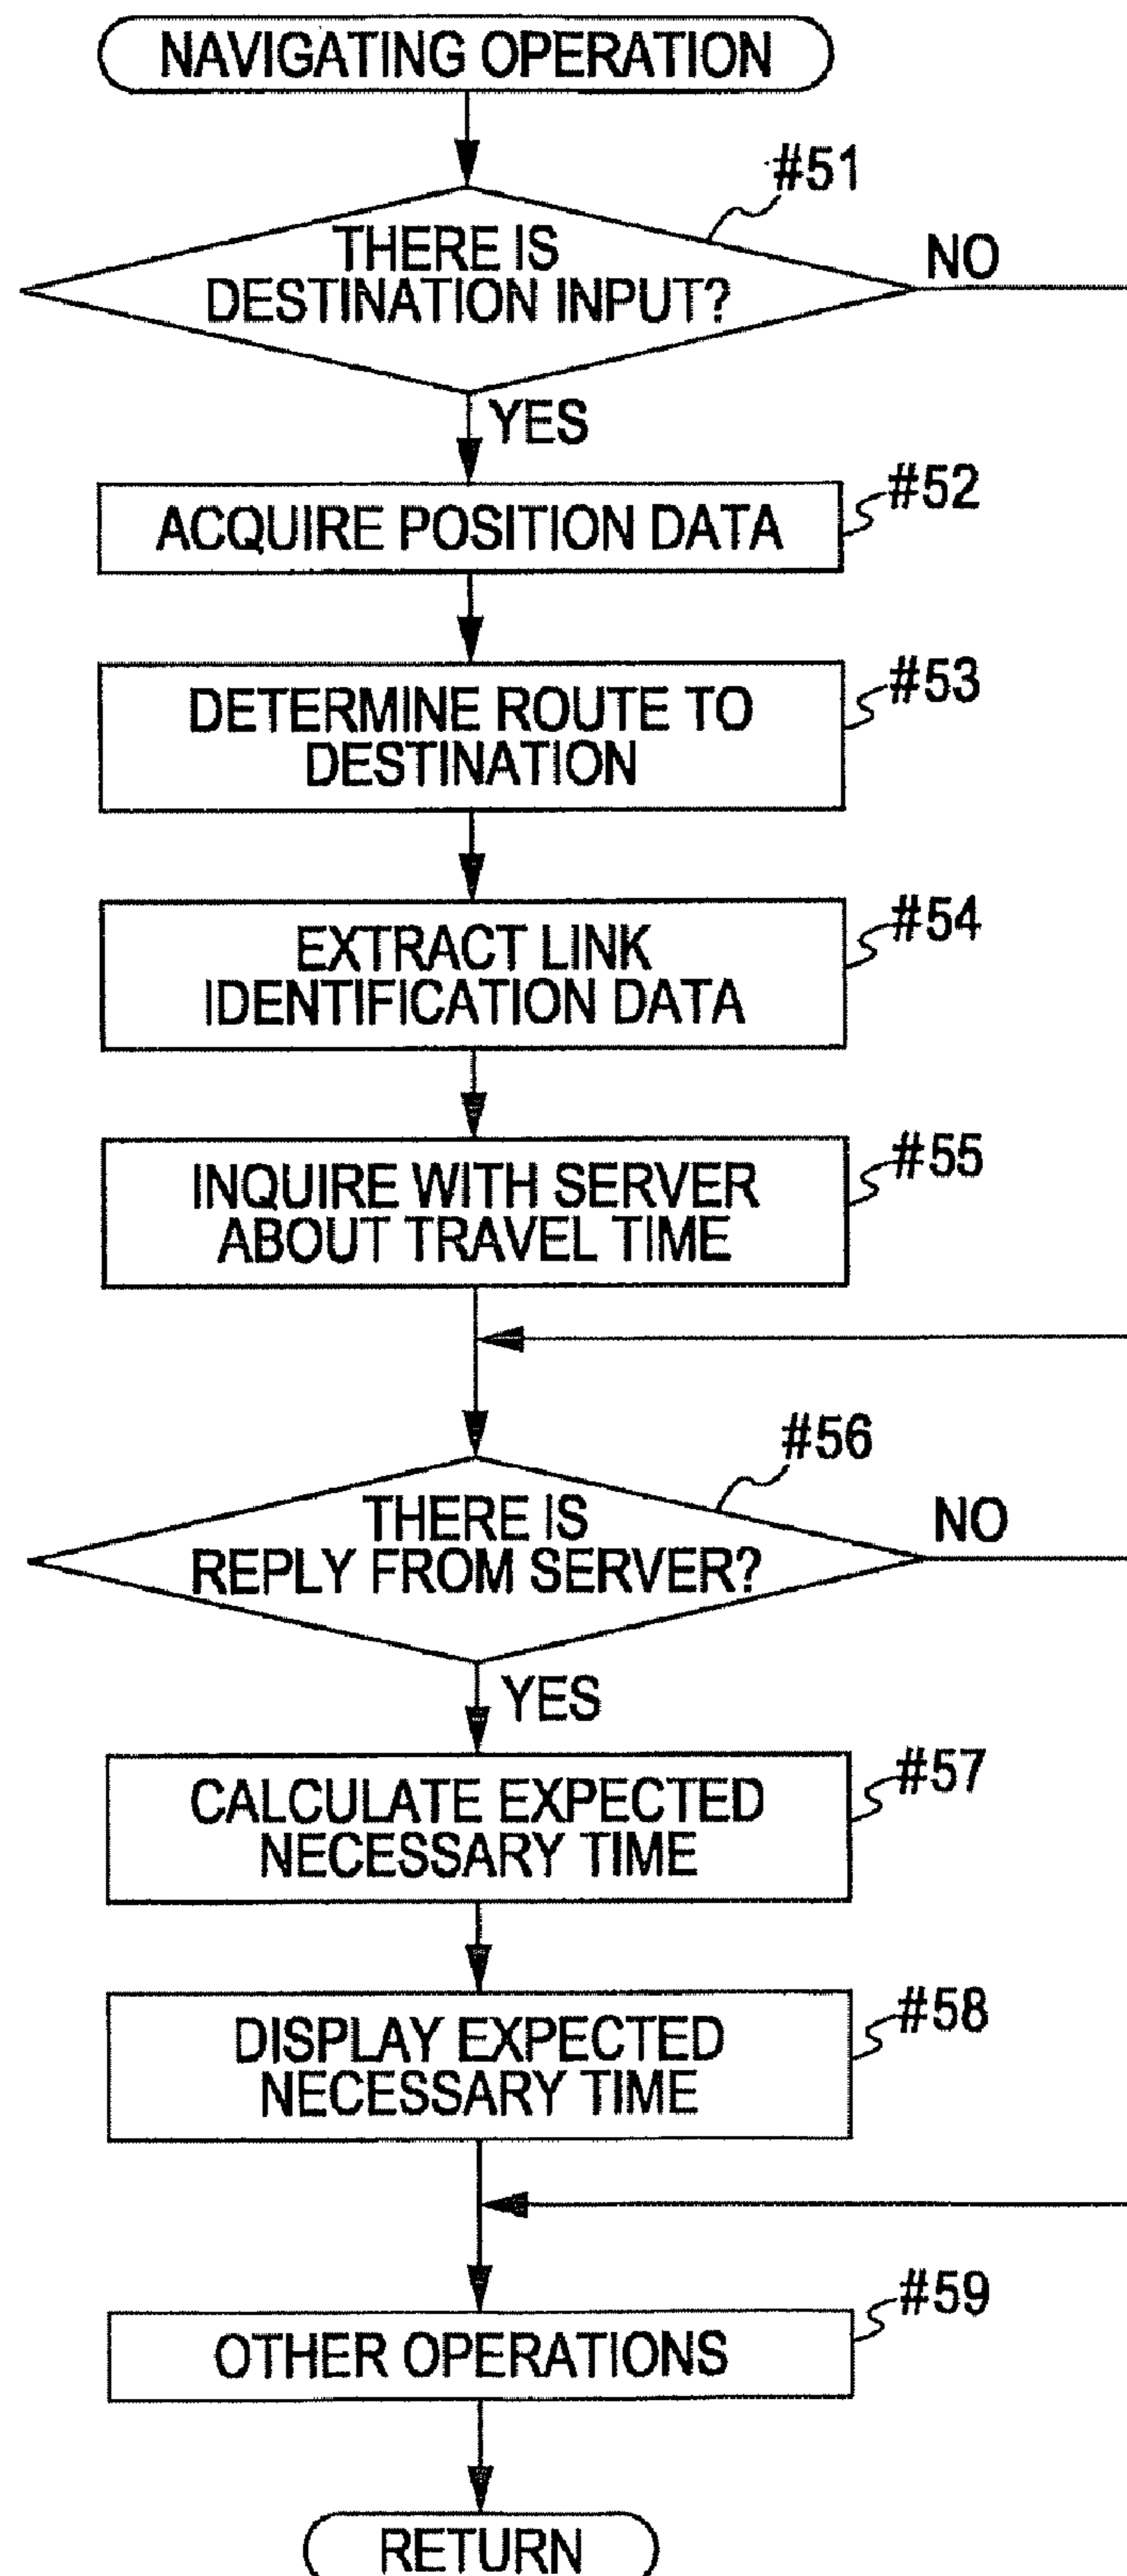 NAVIGATING OPERATION
#51
THERE IS
DESTINATION INPUT?
NO
YES
#52
ACQUIRE POSITION DATA
#53
DETERMINE ROUTE TO
DESTINATION
#54
EXTRACT LINK
IDENTIFICATION DATA
#55
INQUIRE WITH SERVER
ABOUT TRAVEL TIME
#56
THERE IS
REPLY FROM SERVER?
NO
YES
#57
CALCULATE EXPECTED
NECESSARY TIME
#58
DISPLAY EXPECTED
NECESSARY TIME
#59
OTHER OPERATIONS
RETURN